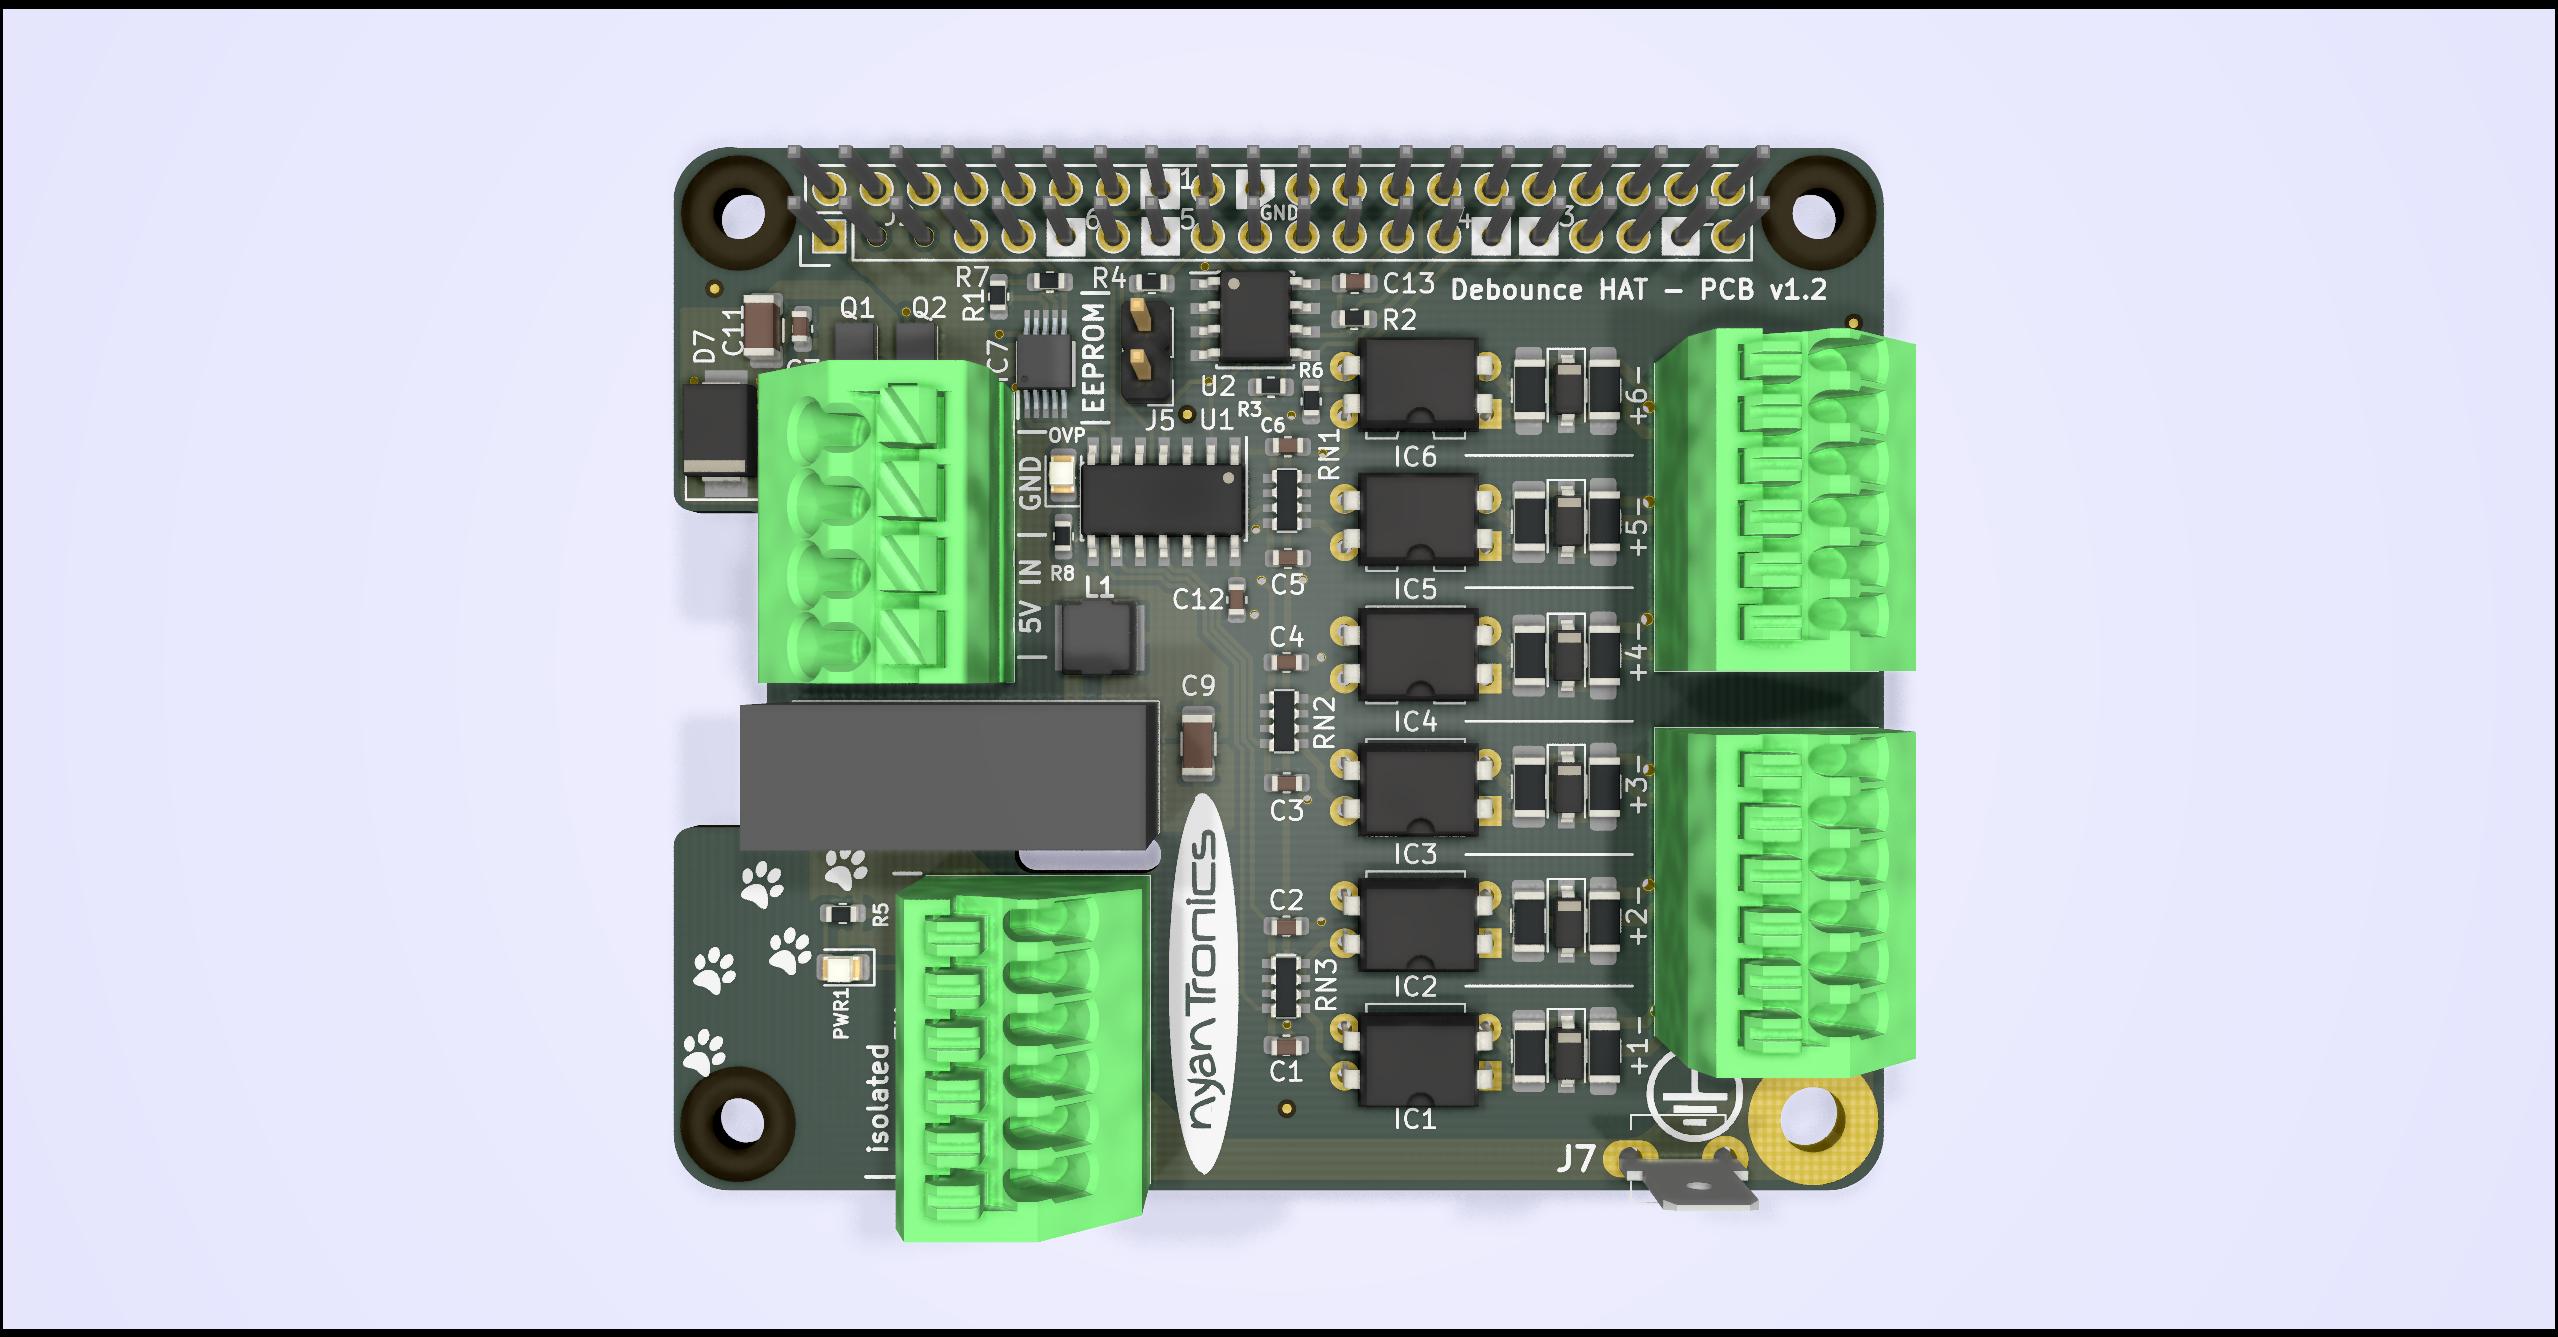 1
6
5
GND
4
3
R7
R4
C13
Debounce HAT - PCB v1.2
R1
Q1
Q2
R2
C11
D7
C7
EEPROM
R6
U2
R3
J5
U1
C6
OVP
RN1
+6-
IC6
GND
+5-
R8
C5
IC5
5V IN
L1
C12
C4
+4-
C9
RN2
IC4
+3-
C3
IC3
R5
C2
+2-
nyanTronics
IC2
PWR1
RN3
isolated
C1
+1-
IC1
J7